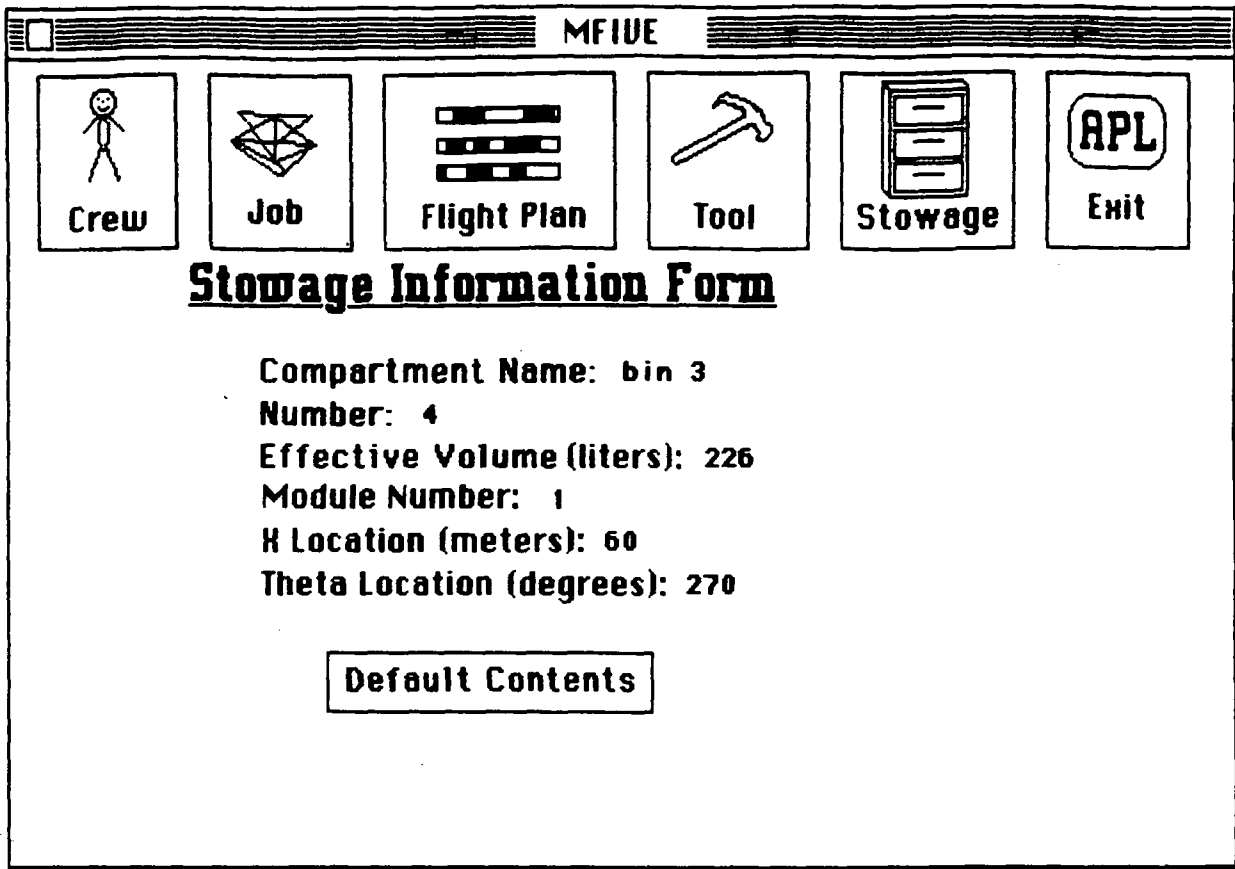 MFIVE
Crew
Job
Flight Plan
Tool
Stowage
APL
Exit
Stowage Information Form
Compartment Name: bin 3
Number: 4
Effective Volume (liters): 226
Module Number: 1
X Location (meters): 60
Theta Location (degrees): 270
Default Contents